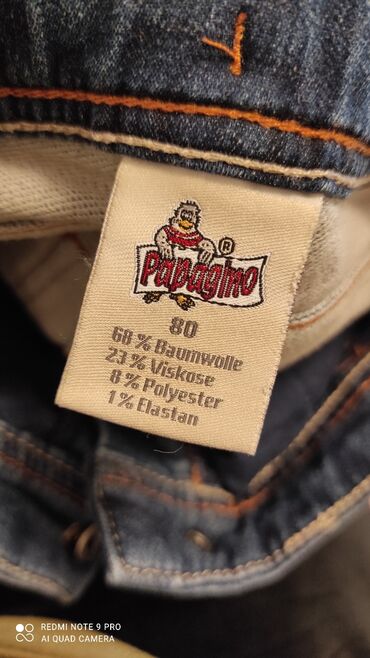 ®
Papagino
80
68 % Baumwolle
23 % Viskose
8 % Polyester
1 % Elastan
REDMI NOTE 9 PRO
AI QUAD CAMERA